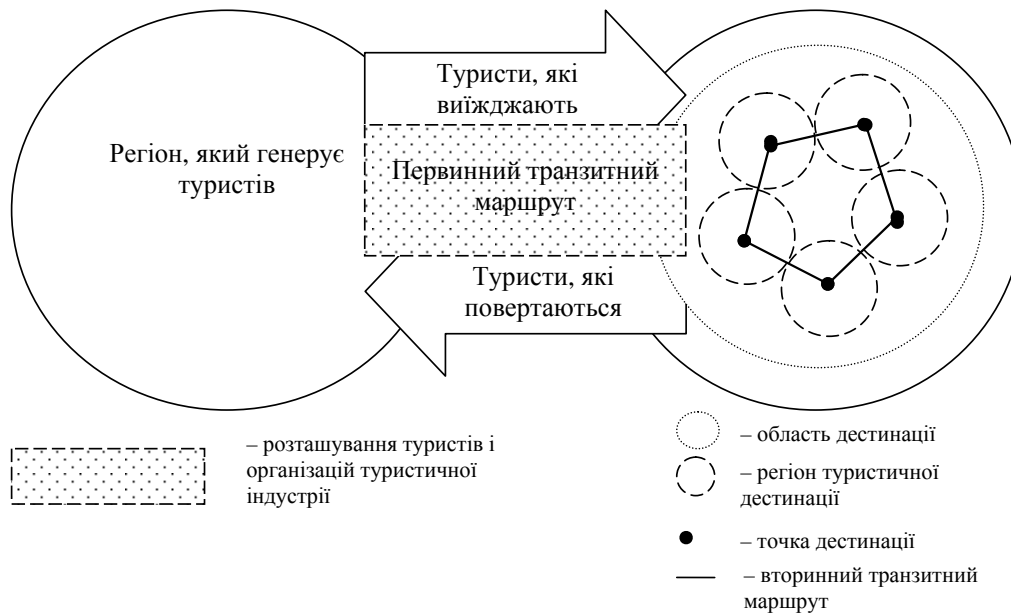 Туристи, які
виїжджають
Регіон, який генерує
туристів
Первинний транзитний
маршрут
Туристи, які
повертаються
– розташування туристів і
організацій туристичної
індустрії
– область дестинації
– регіон туристичної
дестинації
– точка дестинації
– вторинний транзитний
маршрут